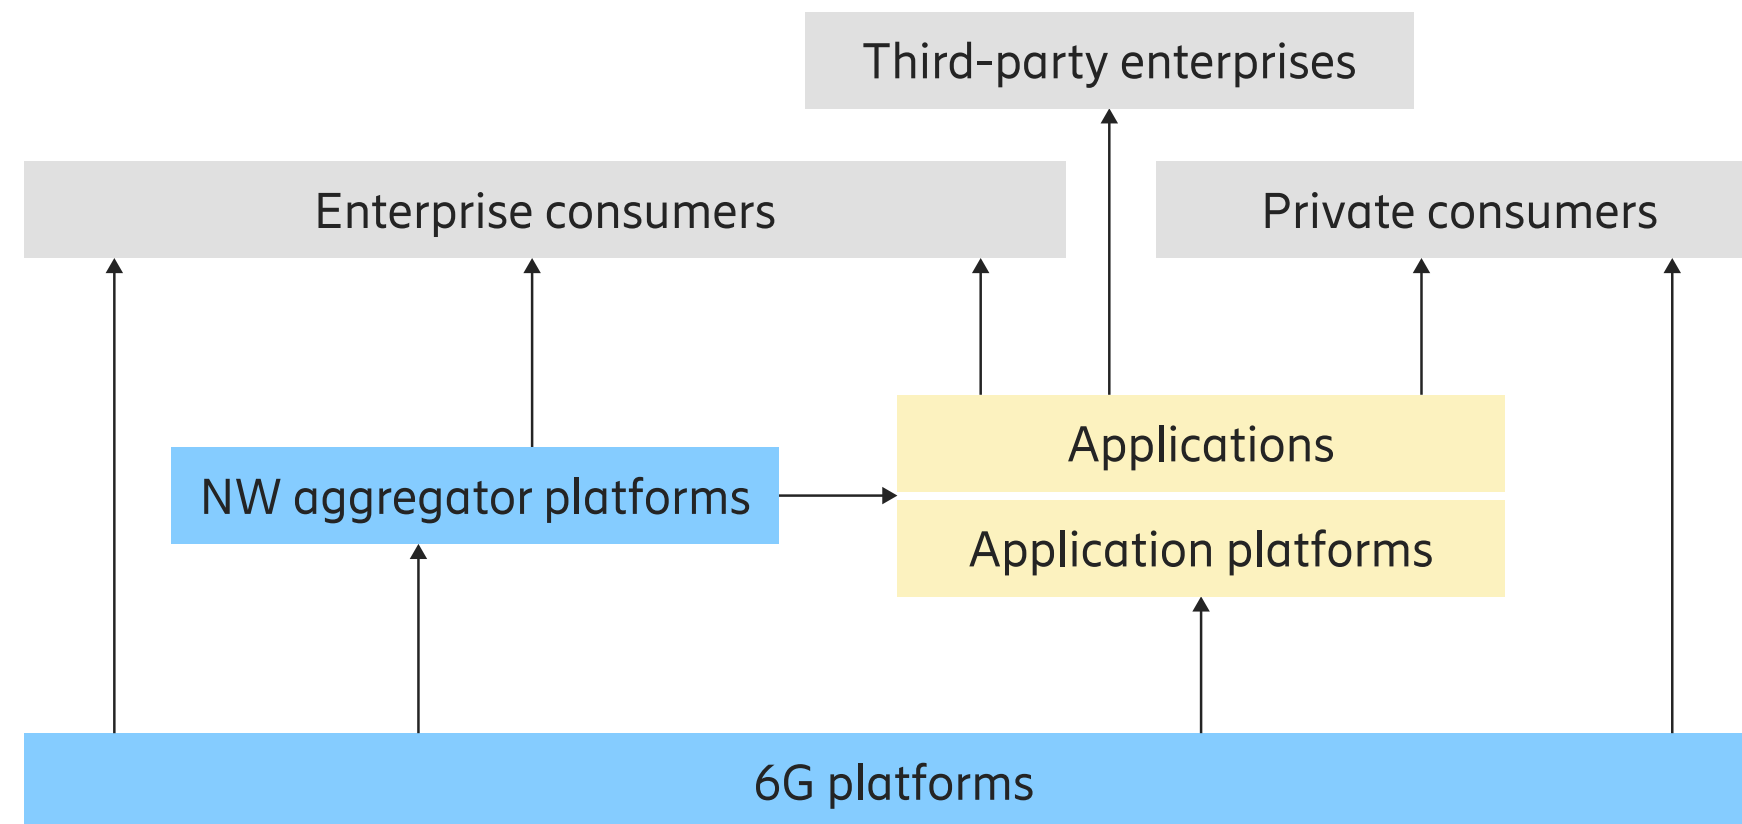 Third-party enterprises
Enterprise consumers
Private consumers
Applications
NW aggregator platforms
Application platforms
6G platforms